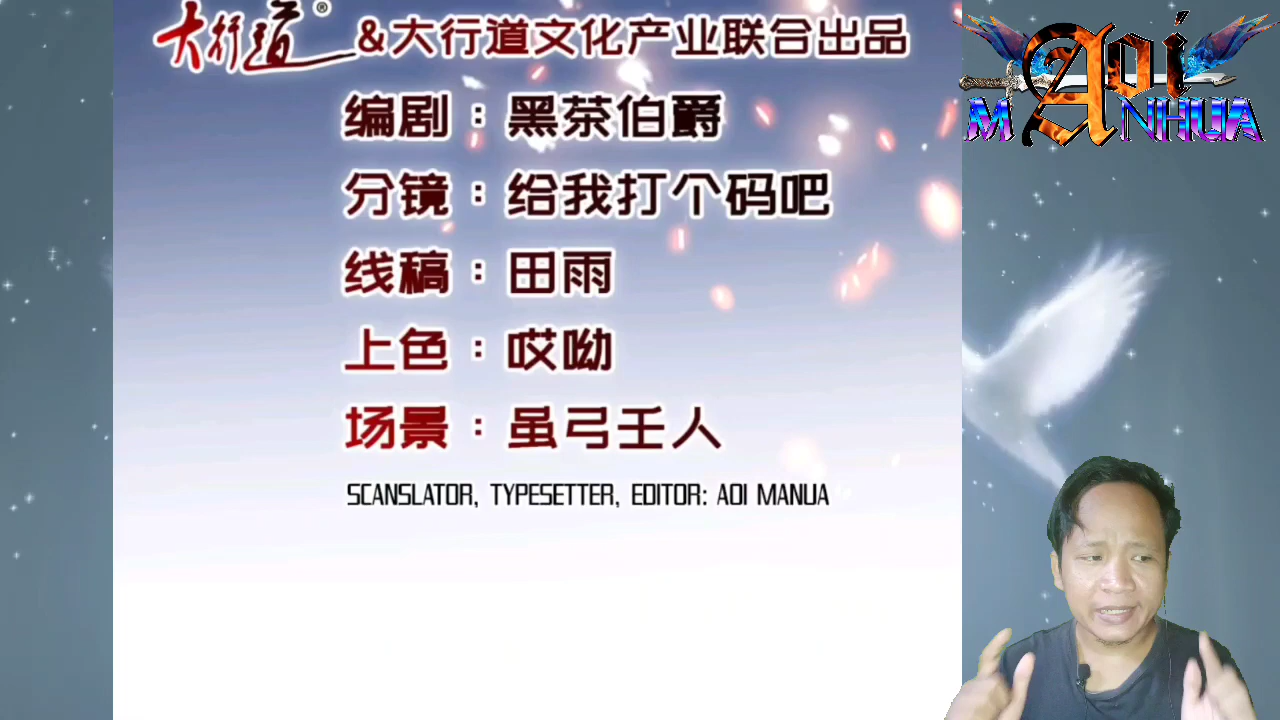 大行道® &大行道文化产业联合出品
Aoi
MANHUA
编剧：黑茶伯爵
分镜：给我打个码吧
线稿：田雨
上色：哎呦
场景：虽弓壬人
SCANSLATOR, TYPESETTER, EDITOR: AOI MANUA